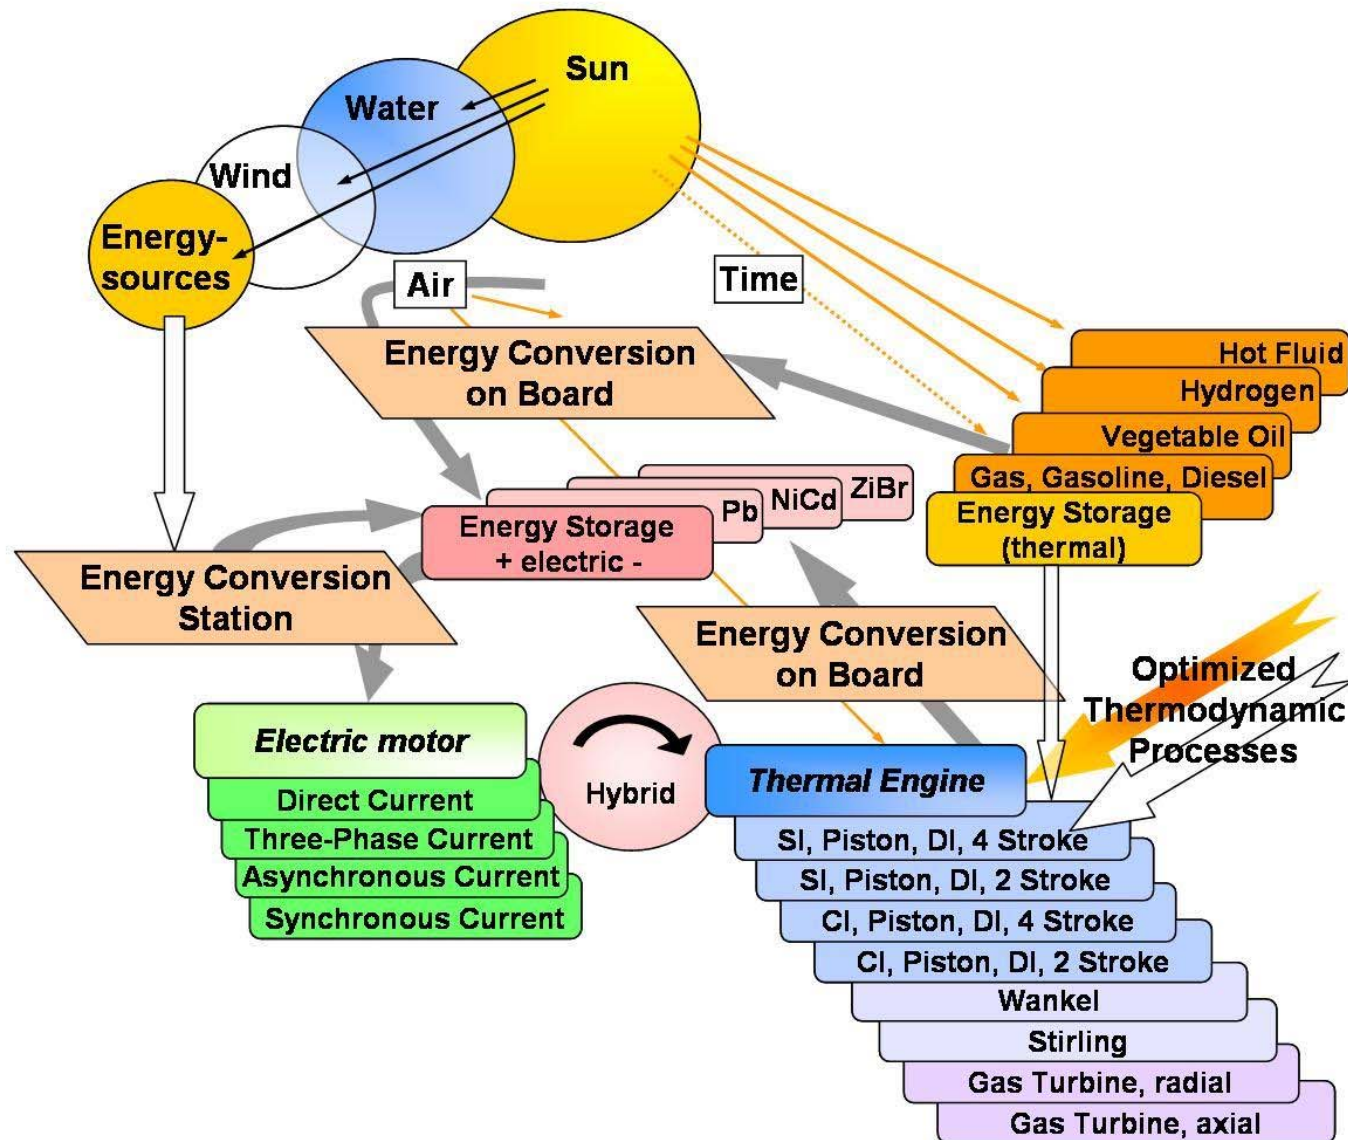 Sun
Water
Wind
Energy-
sources
Air
Time
Energy Conversion
on Board
Hot Fluid
Hydrogen
Vegetable Oil
Gas, Gasoline, Diesel
Energy Storage
(thermal)
ZiBr
NiCd
Pb
Energy Storage
+ electric -
Energy Conversion
Station
Energy Conversion
on Board
Optimized
Thermodynamic
Processes
Electric motor
Direct Current
Three-Phase Current
Asynchronous Current
Synchronous Current
Hybrid
Thermal Engine
SI, Piston, DI, 4 Stroke
SI, Piston, DI, 2 Stroke
CI, Piston, DI, 4 Stroke
CI, Piston, DI, 2 Stroke
Wankel
Stirling
Gas Turbine, radial
Gas Turbine, axial